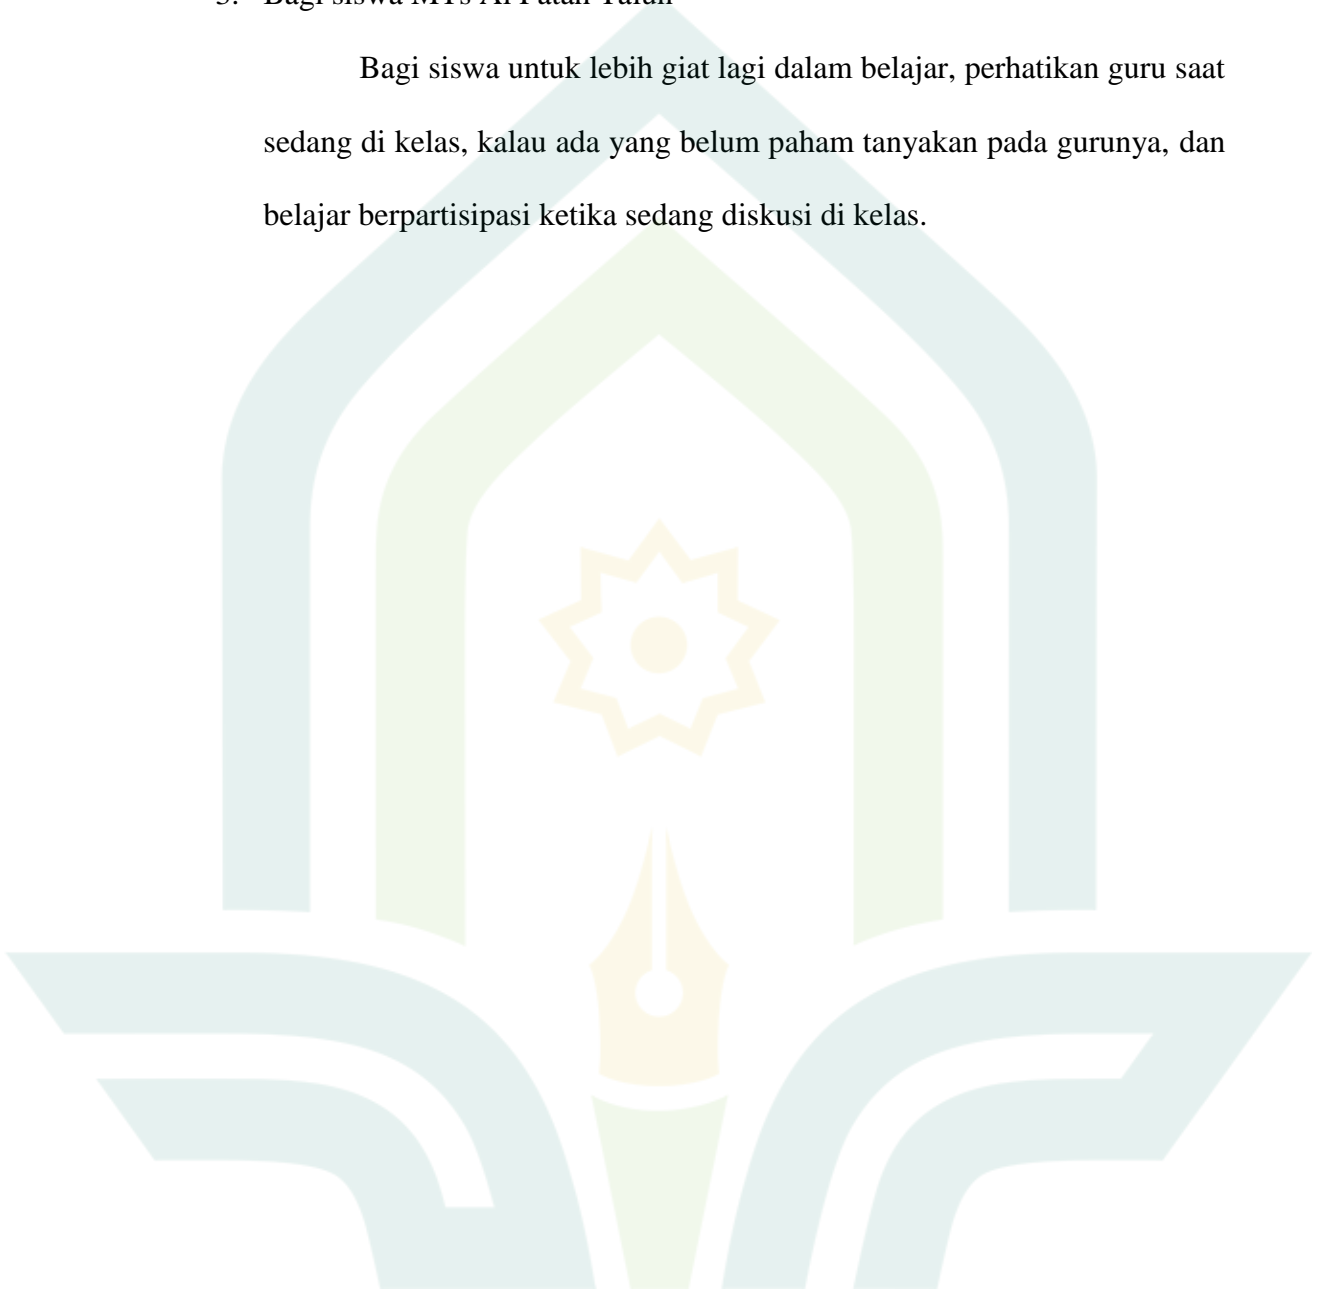 Bagi siswa MTs Al Fatah Talun
Bagi siswa untuk lebih giat lagi dalam belajar, perhatikan guru saat
sedang di kelas, kalau ada yang belum paham tanyakan pada gurunya, dan
belajar berpartisipasi ketika sedang diskusi di kelas.